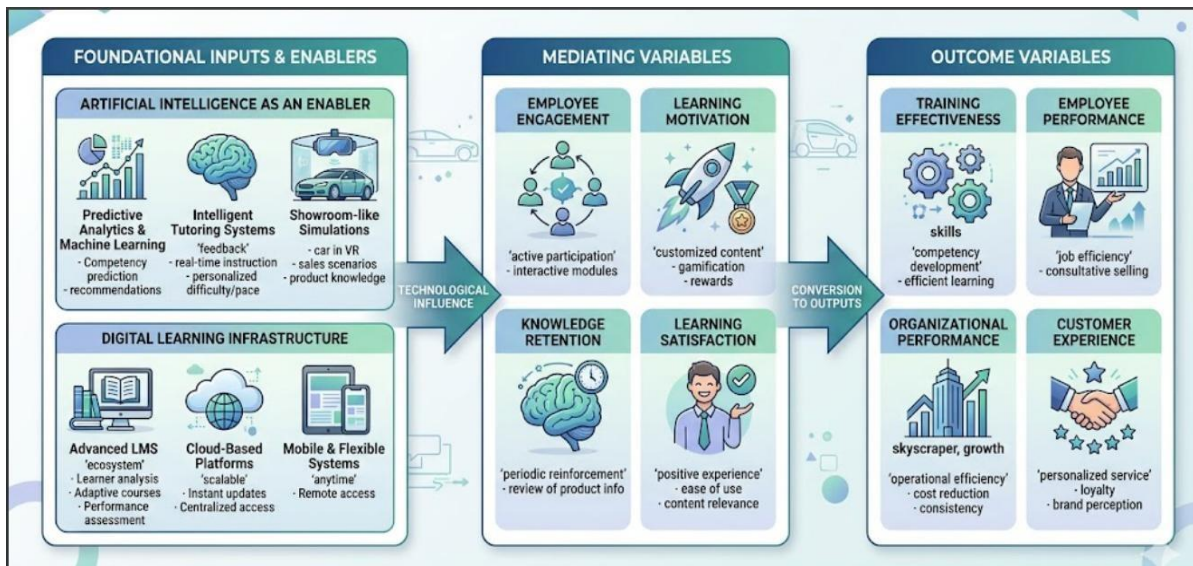 FOUNDATIONAL INPUTS & ENABLERS
ARTIFICIAL INTELLIGENCE AS AN ENABLER
Predictive
Analytics &
Machine Learning
- Competency
prediction
- recommendations
Intelligent
Tutoring Systems
'feedback'
- real-time instruction
- personalized
difficulty/pace
Showroom-like
Simulations
- car in VR
- sales scenarios
- product knowledge
DIGITAL LEARNING INFRASTRUCTURE
Advanced LMS
'ecosystem'
- Learner analysis
- Adaptive courses
- Performance
assessment
Cloud-Based
Platforms
'scalable'
- Instant updates
- Centralized access
Mobile & Flexible
Systems
'anytime'
- Remote access
TECHNOLOGICAL
INFLUENCE
MEDIATING VARIABLES
EMPLOYEE
ENGAGEMENT
'active participation'
- interactive modules
LEARNING
MOTIVATION
'customized content'
- gamification
- rewards
KNOWLEDGE
RETENTION
'periodic reinforcement'
- review of product info
LEARNING
SATISFACTION
'positive experience'
- ease of use
- content relevance
CONVERSION
TO OUTPUTS
OUTCOME VARIABLES
TRAINING
EFFECTIVENESS
skills
'competency
development'
- efficient learning
EMPLOYEE
PERFORMANCE
'job efficiency'
- consultative selling
ORGANIZATIONAL
PERFORMANCE
skyscraper, growth
'operational efficiency'
- cost reduction
- consistency
CUSTOMER
EXPERIENCE
'personalized service'
- loyalty
- brand perception